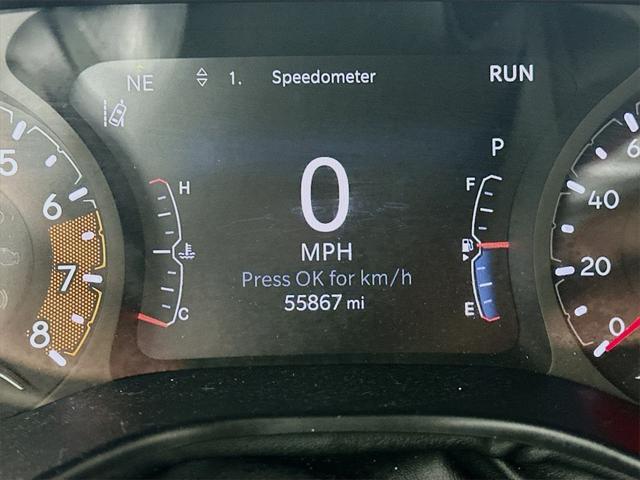 NE
1. Speedometer
RUN
P
H
C
0
MPH
Press OK for km/h
55867 mi
F
E
5
6
7
8
6
40
20
0